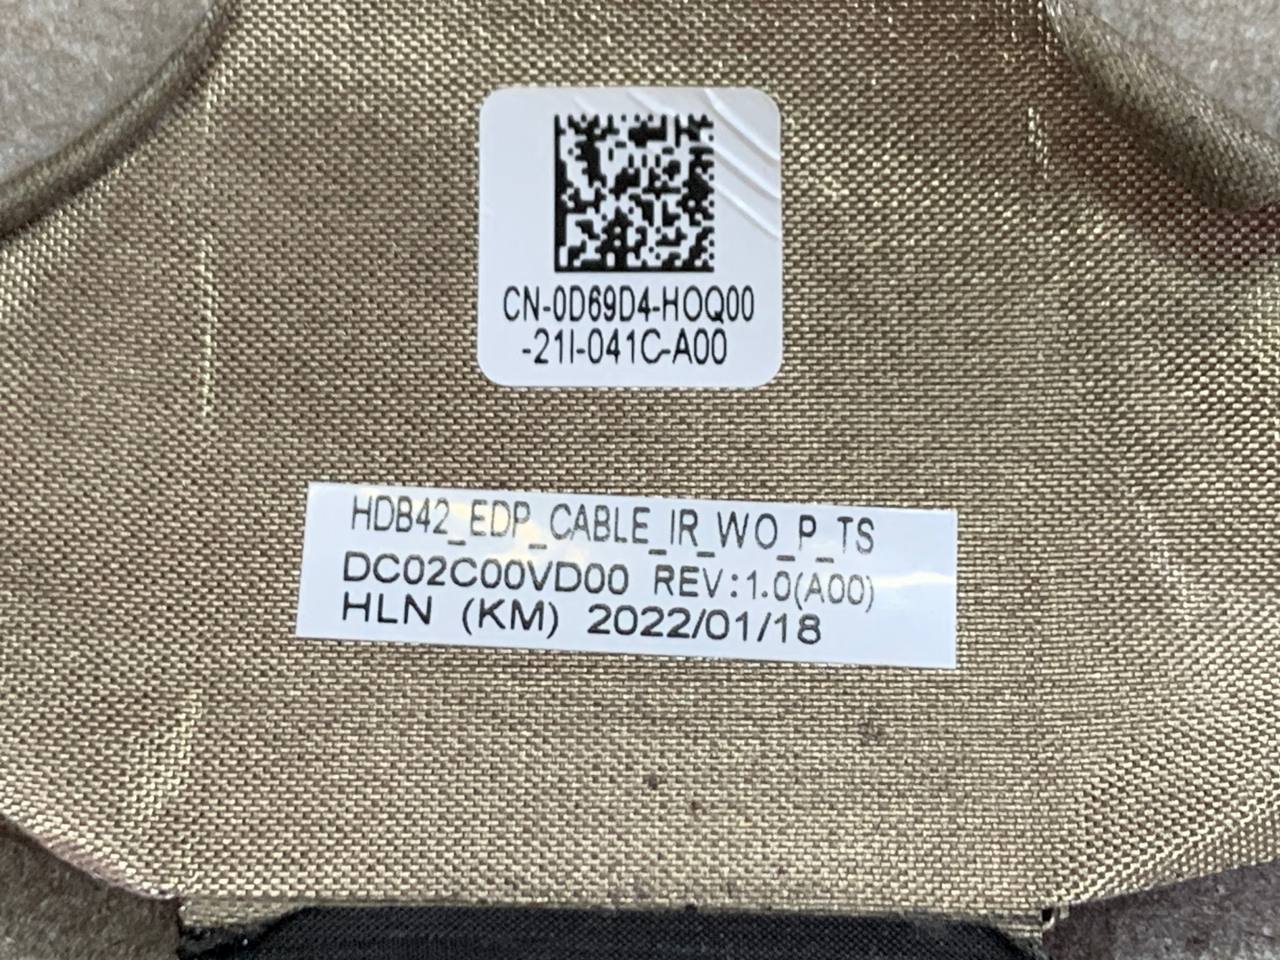 CN-0D69D4-HOQ00
-21I-041C-A00
HDB42_EDP_CABLE_IR_WO_P_TS
DC02C00VD00 REV:1.0(A00)
HLN (KM) 2022/01/18